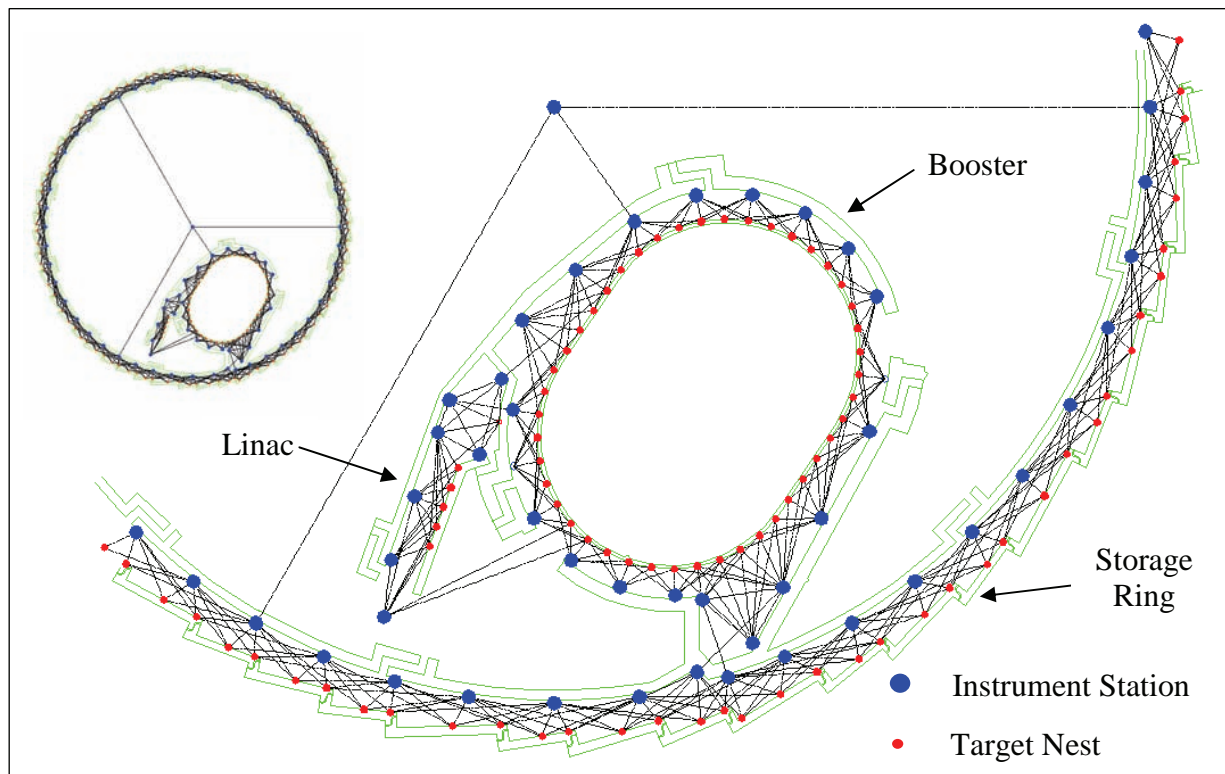 Booster
Linac
Storage
Ring
Instrument Station
Target Nest